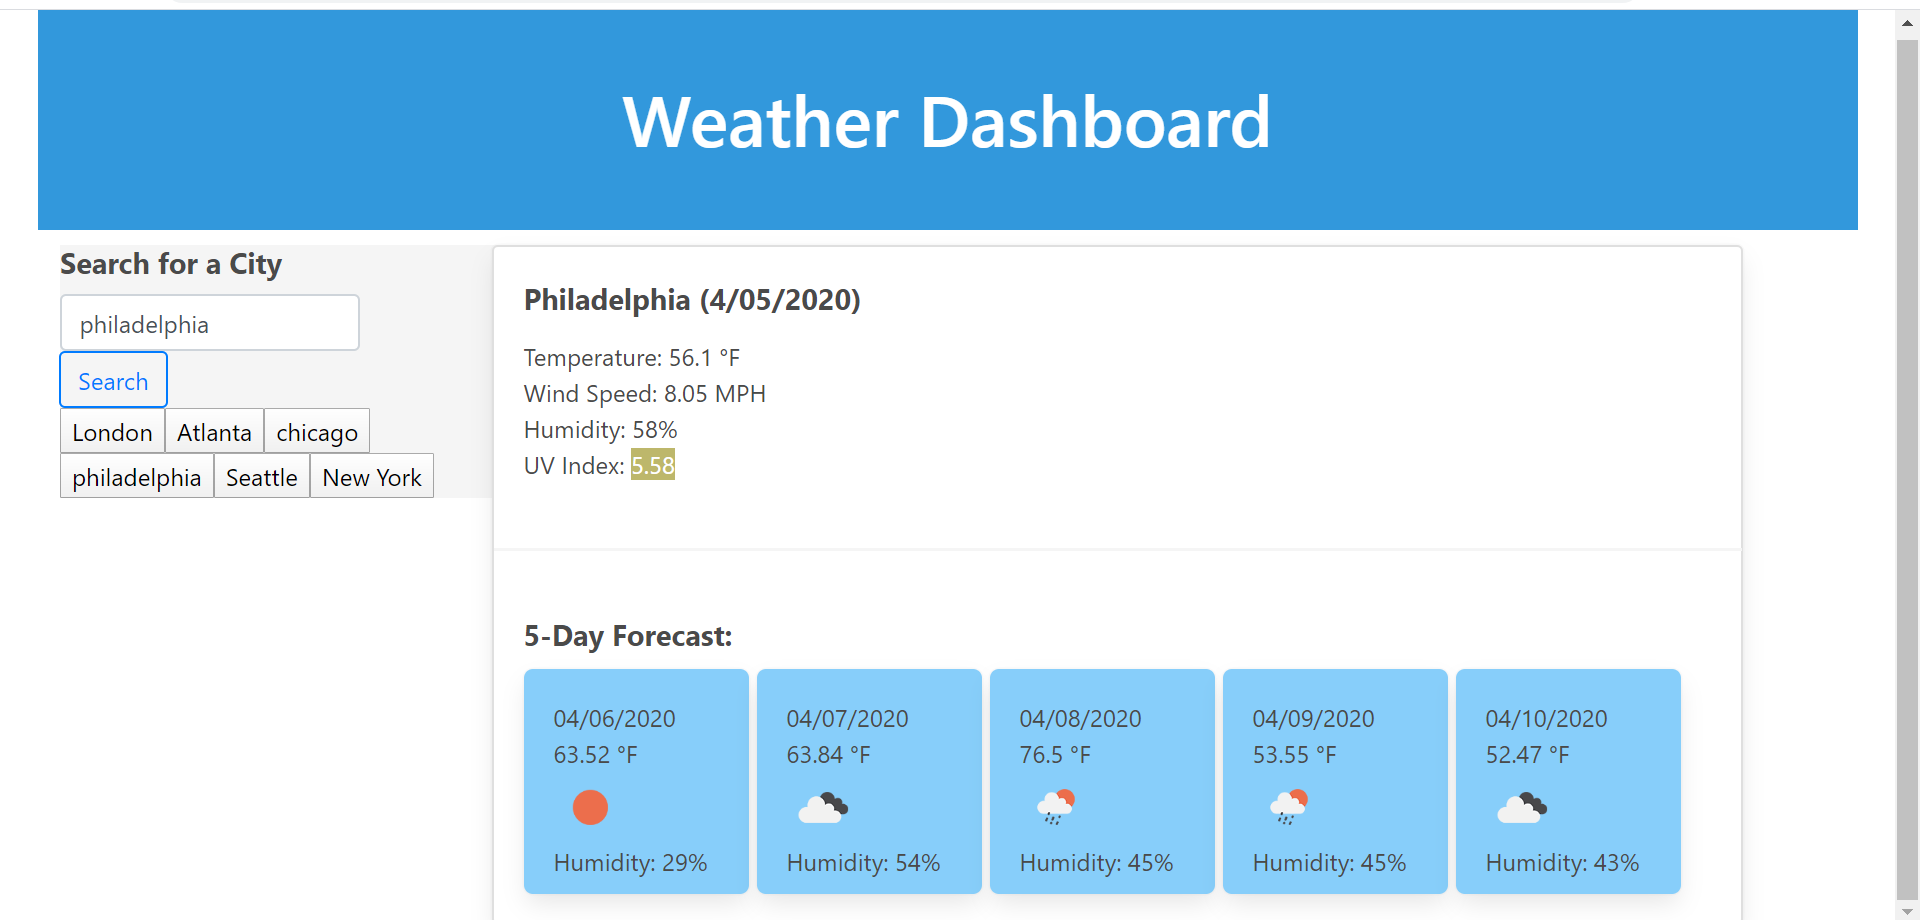 Weather Dashboard
Search for a City
philadelphia
Search
London Atlanta chicago
philadelphia Seattle New York
Philadelphia (4/05/2020)
Temperature: 56.1 °F
Wind Speed: 8.05 MPH
Humidity: 58%
UV Index: 5.58
5-Day Forecast:
04/06/2020
63.52 °F
Humidity: 29%
04/07/2020
63.84 °F
Humidity: 54%
04/08/2020
76.5 °F
Humidity: 45%
04/09/2020
53.55 °F
Humidity: 45%
04/10/2020
52.47 °F
Humidity: 43%